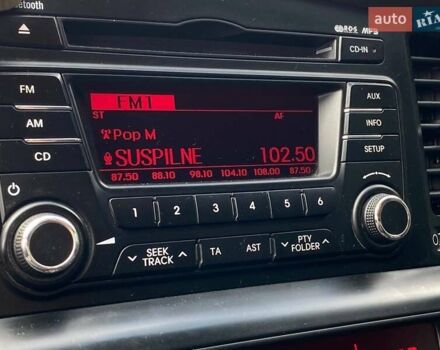 Bluetooth
auto RIA
RDS MP3
CD-IN
FM
AM
CD
FM1
ST AF
Pop M
SUSPILNE 102.50
87.50 88.10 98.10 104.10 108.00 87.50
AUX
INFO
SETUP
1 2 3 4 5 6
SEEK
TRACK
TA
AST
PTY
FOLDER